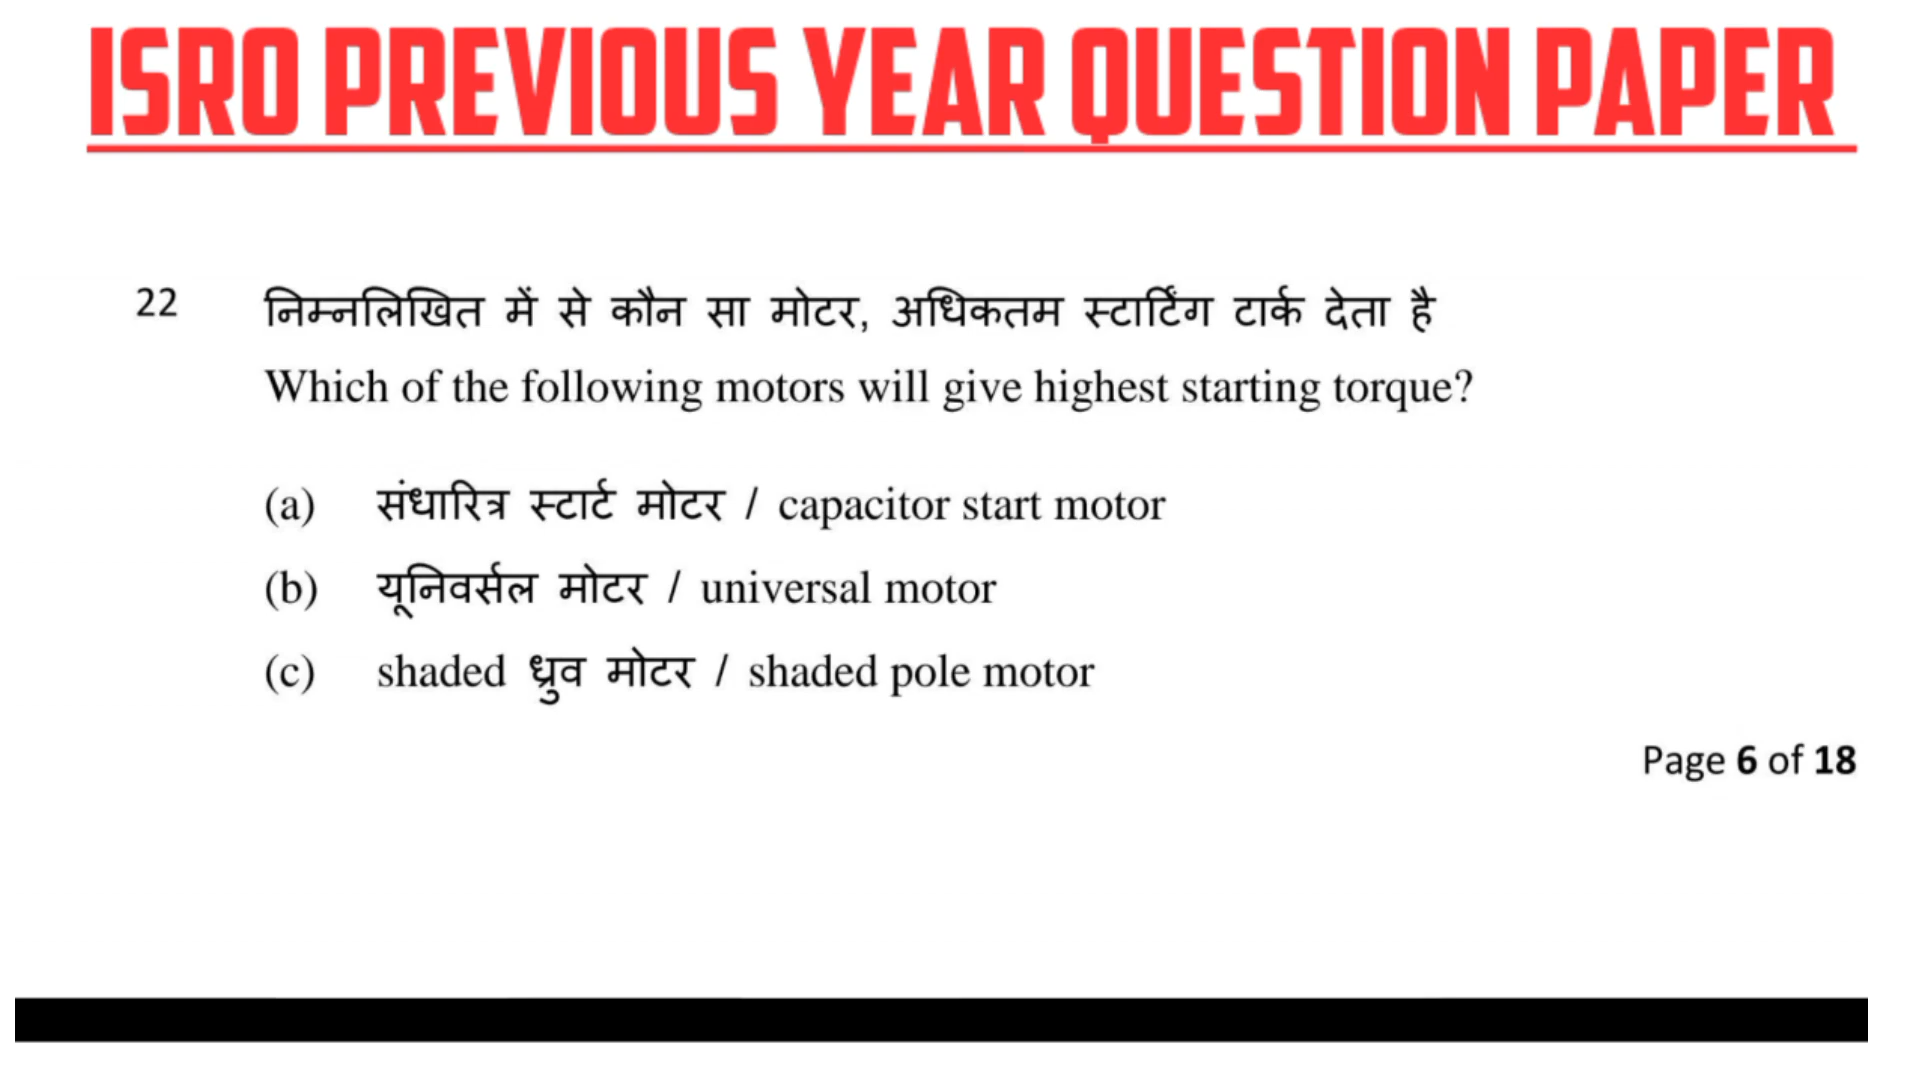 ISRO PREVIOUS YEAR QUESTION PAPER
22 निम्नलिखित में से कौन सा मोटर, अधिकतम स्टार्टिंग टार्क देता है
Which of the following motors will give highest starting torque?
(a) संधारित्र स्टार्ट मोटर / capacitor start motor
(b) यूनिवर्सल मोटर / universal motor
(c) shaded ध्रुव मोटर / shaded pole motor
Page 6 of 18